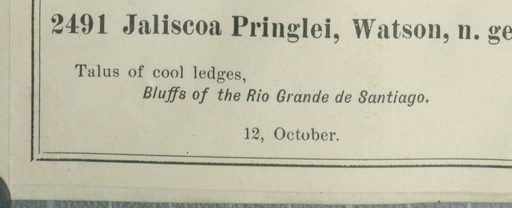 2491 Jaliscoa Pringlei, Watson, n. ge
Talus of cool ledges,
Bluffs of the Rio Grande de Santiago.
12, October.